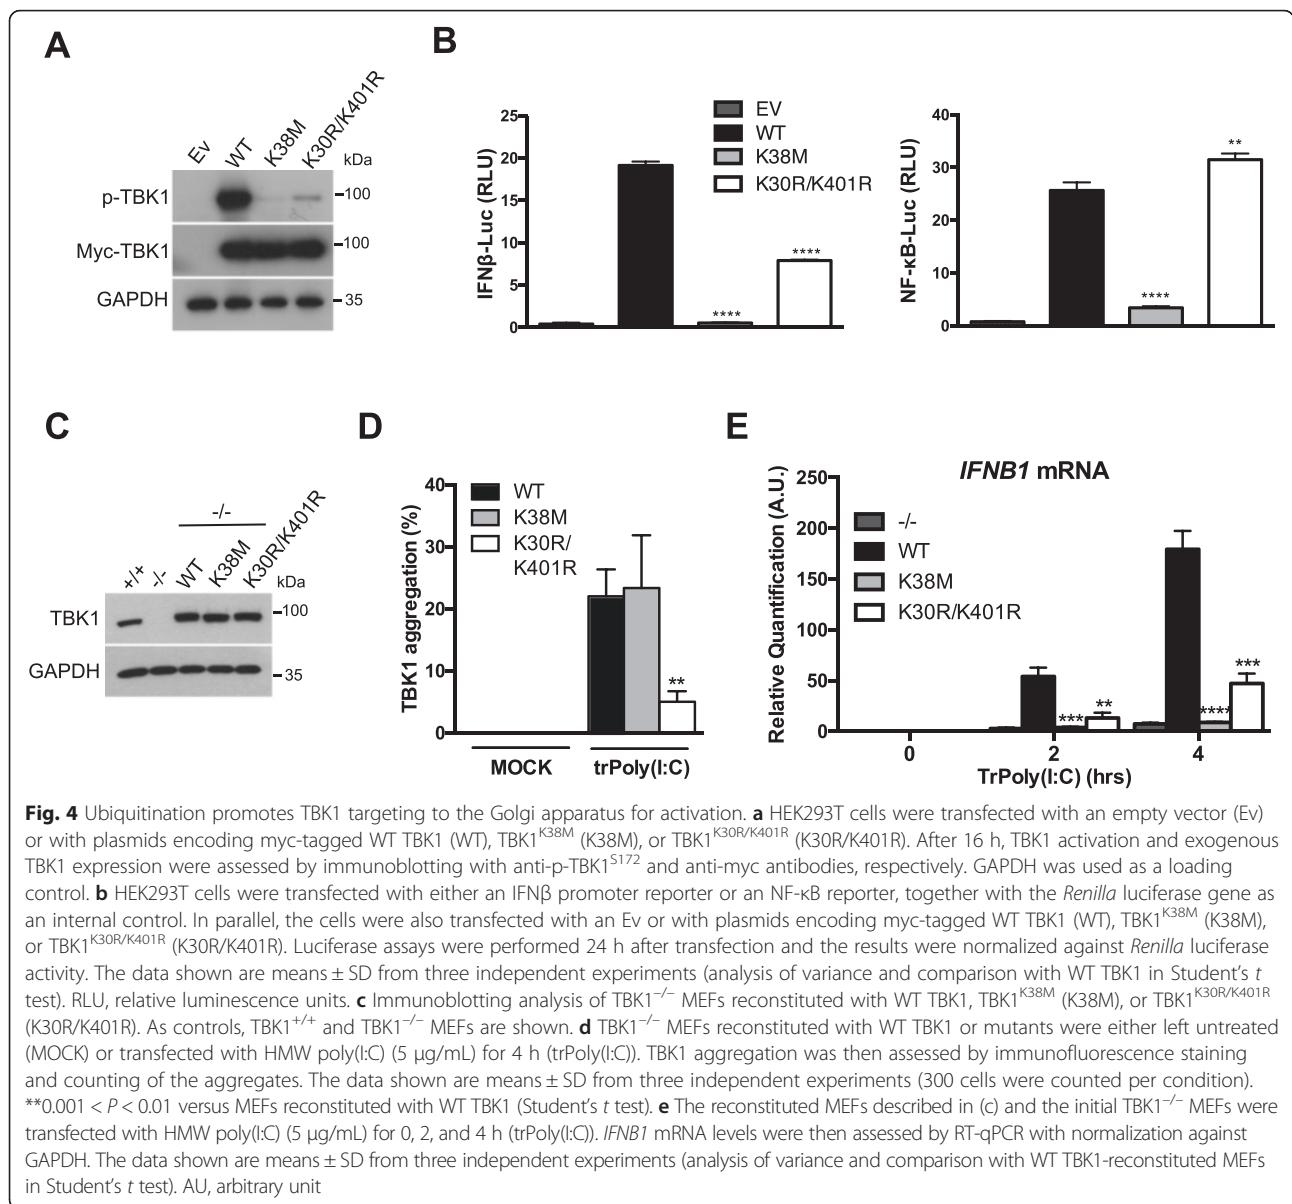 A
Ev
WT
K38M
K30R/K401R
kDa
p-TBK1
100
Myc-TBK1
100
GAPDH
35
B
IFNβ-Luc (RLU)
25
20
15
10
5
0
****
****
EV
WT
K38M
K30R/K401R
NF-κB-Luc (RLU)
40
30
20
10
0
****
**
C
-/-
+/+
-/-
WT
K38M
K30R/K401R
kDa
TBK1
100
GAPDH
35
D
TBK1 aggregation (%)
40
30
20
10
0
WT
K38M
K30R/
K401R
**
MOCK
trPoly(I:C)
E
IFNB1 mRNA
Relative Quantification (A.U.)
250
200
150
100
50
0
-/-
WT
K38M
K30R/K401R
***
**
****
***
0
2
4
TrPoly(I:C) (hrs)
Fig. 4 Ubiquitination promotes TBK1 targeting to the Golgi apparatus for activation. a HEK293T cells were transfected with an empty vector (Ev)
or with plasmids encoding myc-tagged WT TBK1 (WT), TBK1K38M (K38M), or TBK1K30R/K401R (K30R/K401R). After 16 h, TBK1 activation and exogenous
TBK1 expression were assessed by immunoblotting with anti-p-TBK1S172 and anti-myc antibodies, respectively. GAPDH was used as a loading
control. b HEK293T cells were transfected with either an IFNβ promoter reporter or an NF-κB reporter, together with the Renilla luciferase gene as
an internal control. In parallel, the cells were also transfected with an Ev or with plasmids encoding myc-tagged WT TBK1 (WT), TBK1K38M (K38M),
or TBK1K30R/K401R (K30R/K401R). Luciferase assays were performed 24 h after transfection and the results were normalized against Renilla luciferase
activity. The data shown are means ± SD from three independent experiments (analysis of variance and comparison with WT TBK1 in Student's t
test). RLU, relative luminescence units. c Immunoblotting analysis of TBK1−/− MEFs reconstituted with WT TBK1, TBK1K38M (K38M), or TBK1K30R/K401R
(K30R/K401R). As controls, TBK1+/+ and TBK1−/− MEFs are shown. d TBK1−/− MEFs reconstituted with WT TBK1 or mutants were either left untreated
(MOCK) or transfected with HMW poly(I:C) (5 μg/mL) for 4 h (trPoly(I:C)). TBK1 aggregation was then assessed by immunofluorescence staining
and counting of the aggregates. The data shown are means ± SD from three independent experiments (300 cells were counted per condition).
**0.001 < P < 0.01 versus MEFs reconstituted with WT TBK1 (Student's t test). e The reconstituted MEFs described in (c) and the initial TBK1−/− MEFs were
transfected with HMW poly(I:C) (5 μg/mL) for 0, 2, and 4 h (trPoly(I:C)). IFNB1 mRNA levels were then assessed by RT-qPCR with normalization against
GAPDH. The data shown are means ± SD from three independent experiments (analysis of variance and comparison with WT TBK1-reconstituted MEFs
in Student's t test). AU, arbitrary unit